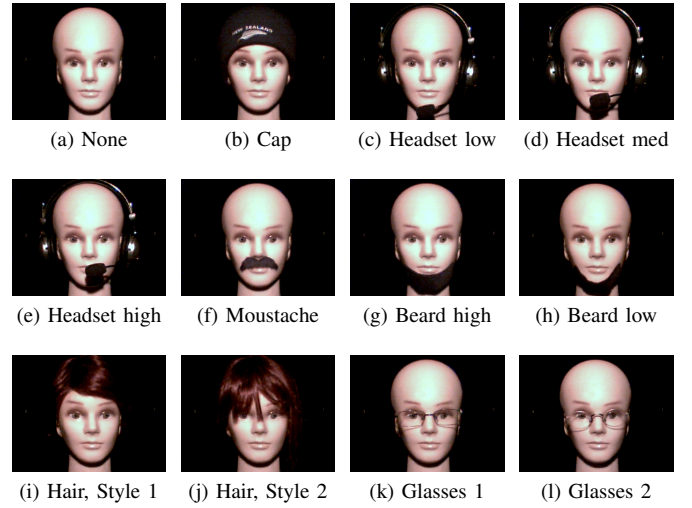 NEW ZEALAND
(a) None
(b) Cap
(c) Headset low
(d) Headset med
(e) Headset high
(f) Moustache
(g) Beard high
(h) Beard low
(i) Hair, Style 1
(j) Hair, Style 2
(k) Glasses 1
(l) Glasses 2